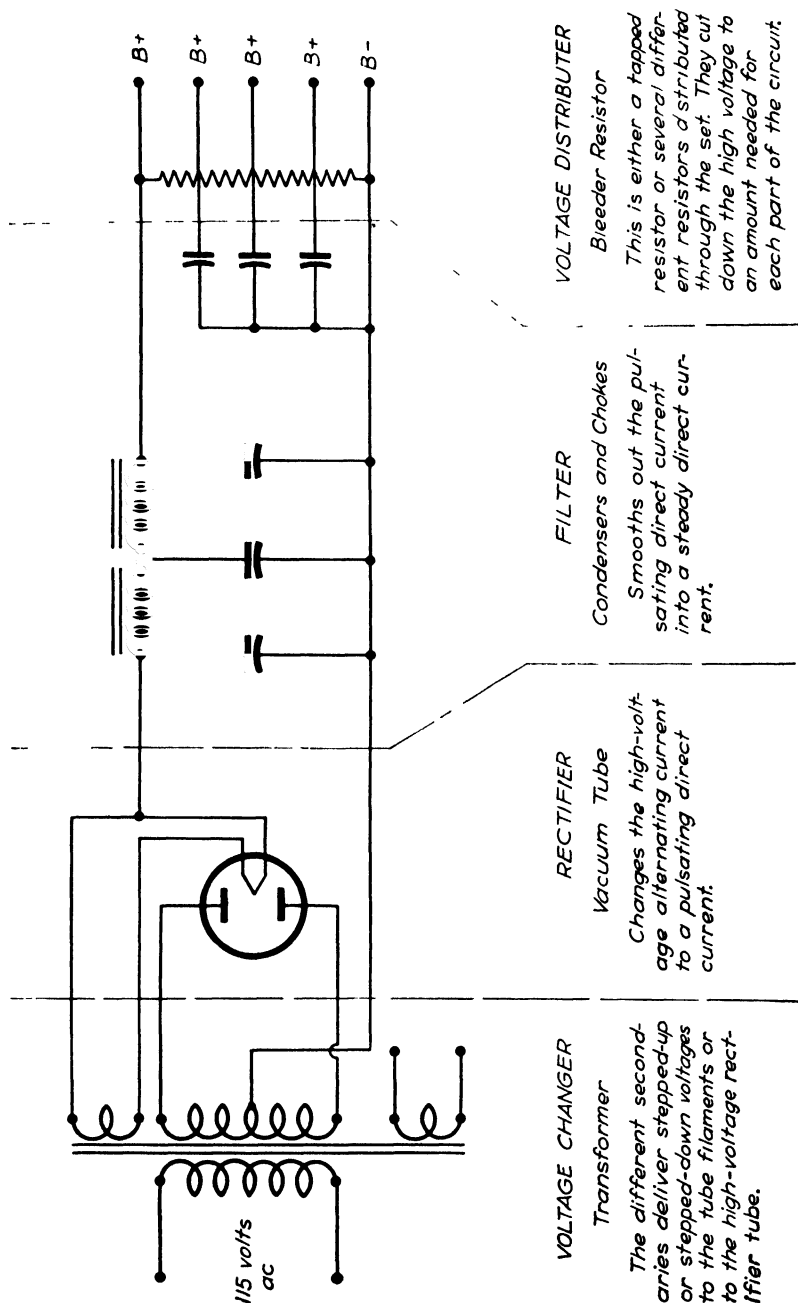 115 volts
ac
B+
B+
B+
3+
B-
VOLTAGE CHANGER
Transformer
The different second-
aries deliver stepped-up
or stepped-down voltages
to the tube filaments or
to the high-voltage rect-
ifier tube.
RECTIFIER
Vacuum Tube
Changes the high-volt-
age alternating current
to a pulsating direct
current.
FILTER
Condensers and Chokes
Smooths out the pul-
sating direct current
into a steady direct cur-
rent.
VOLTAGE DISTRIBUTER
Bleeder Resistor
This is either a tapped
resistor or several differ-
ent resistors d stributed
through the set. They cut
down the high voltage to
an amount needed for
each part of the circuit.